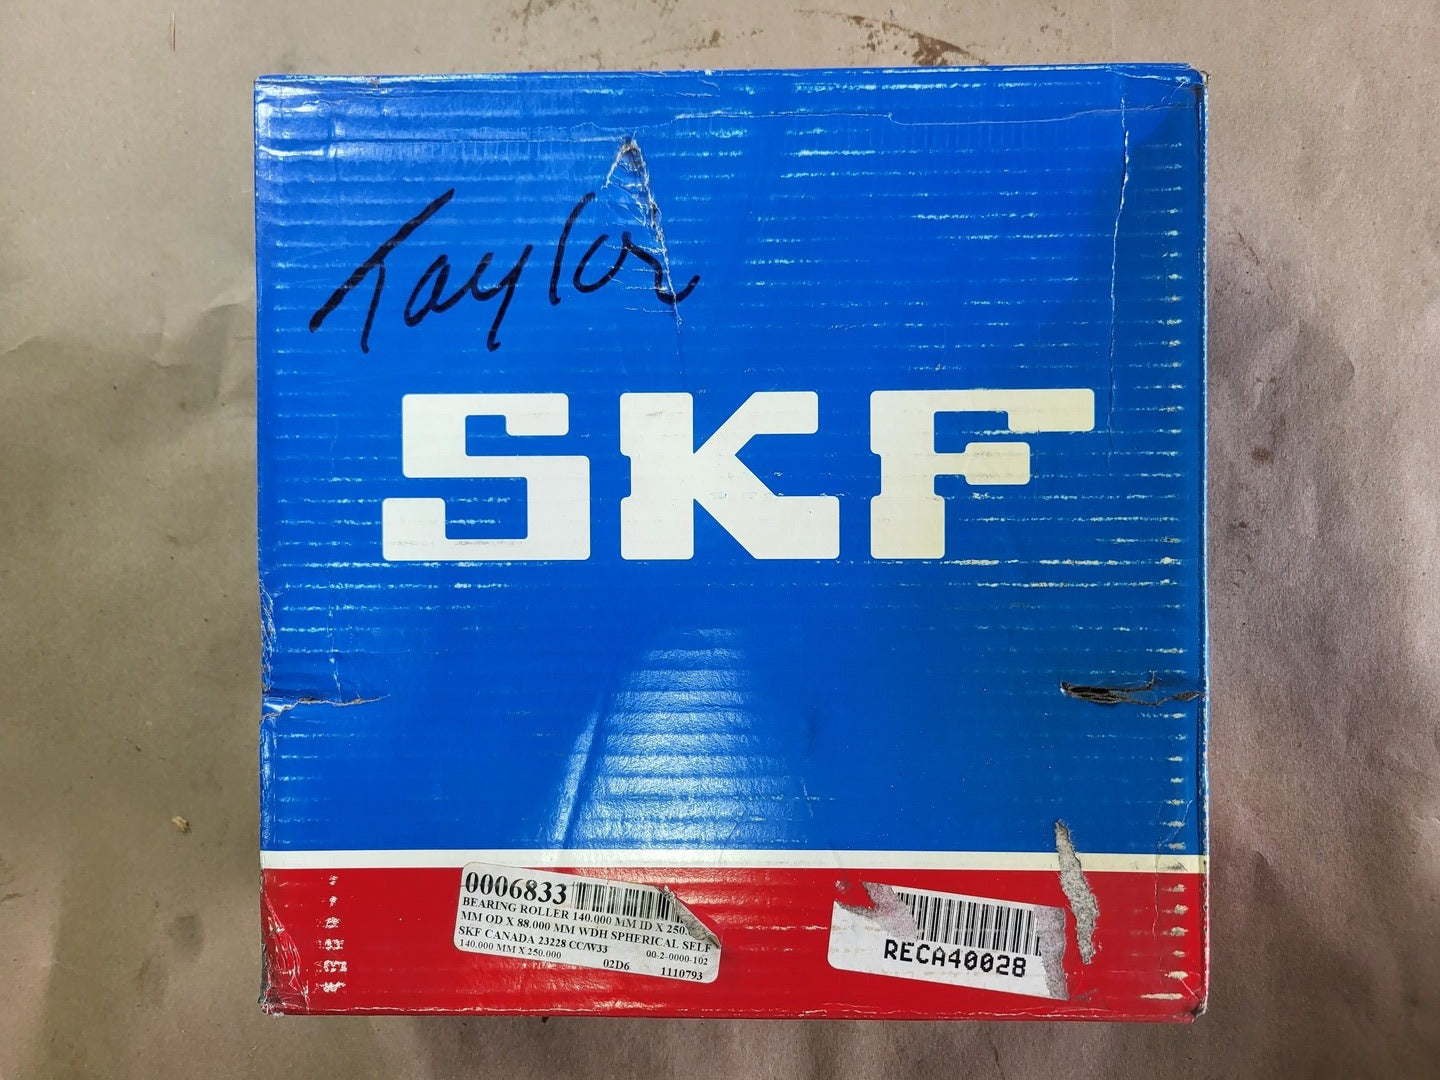 Taylor
SKF
0006833
BEARING ROLLER 140.000 MM ID X 250.
MM OD X 88.000 MM WDH SPHERICAL SELF
SKF CANADA 23228 CC/W33 00-2-0000-102
140.000 MM X 250.000 02D6 1110793
RECA40028